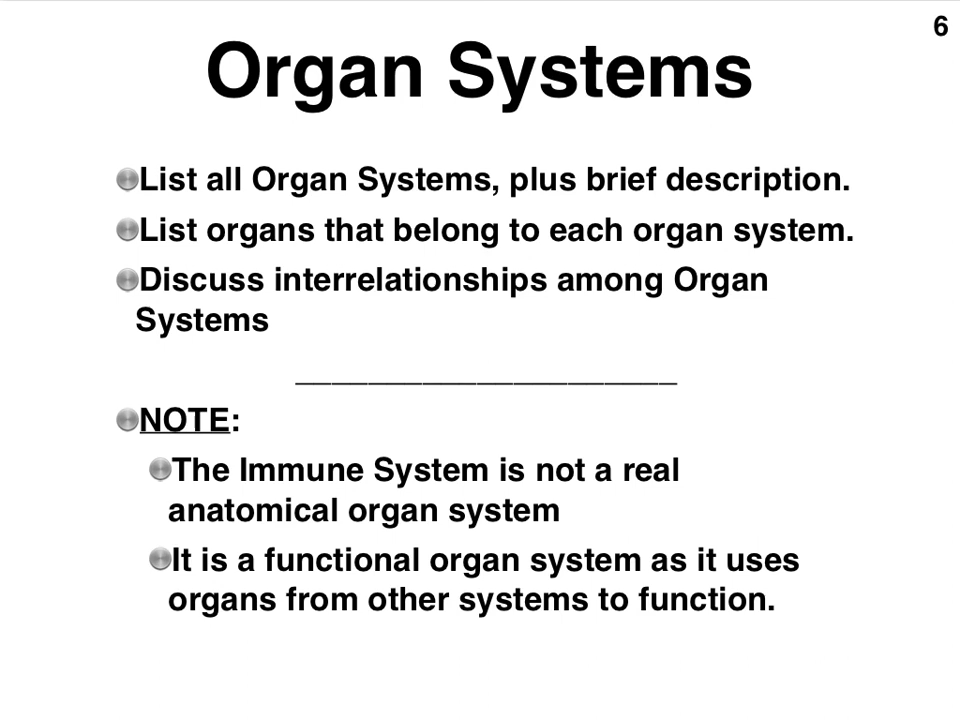 6
Organ Systems
List all Organ Systems, plus brief description.
List organs that belong to each organ system.
Discuss interrelationships among Organ
Systems
_____________________
NOTE:
The Immune System is not a real
anatomical organ system
It is a functional organ system as it uses
organs from other systems to function.